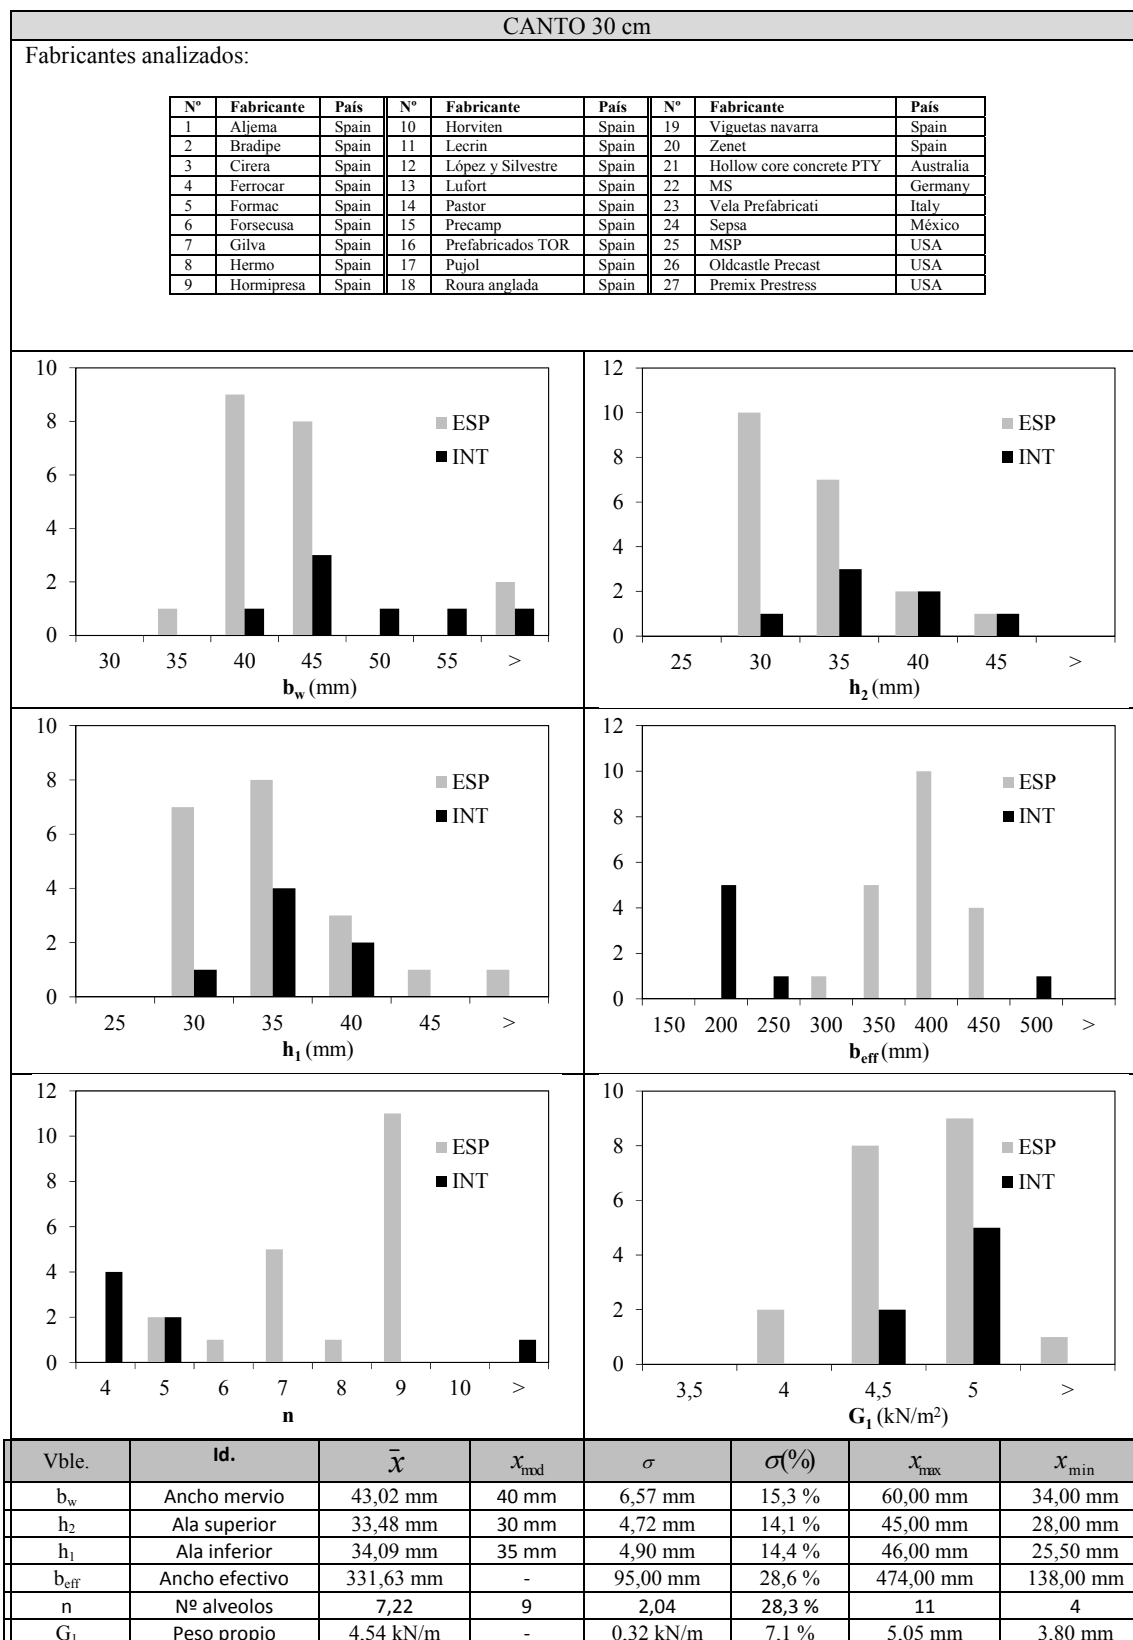 CANTO 30 cm
Fabricantes analizados:
Nº Fabricante País Nº Fabricante País Nº Fabricante País
1 Aljema Spain 10 Horviten Spain 19 Viguetas navarra Spain
2 Bradipe Spain 11 Lecrin Spain 20 Zenet Spain
3 Cirera Spain 12 López y Silvestre Spain 21 Hollow core concrete PTY Australia
4 Ferrocar Spain 13 Lufort Spain 22 MS Germany
5 Formac Spain 14 Pastor Spain 23 Vela Prefabricati Italy
6 Forsecusa Spain 15 Precamp Spain 24 Sepsa México
7 Gilva Spain 16 Prefabricados TOR Spain 25 MSP USA
8 Hermo Spain 17 Pujol Spain 26 Oldcastle Precast USA
9 Hormipresa Spain 18 Roura anglada Spain 27 Premix Prestress USA
10
8
6
4
2
0
ESP
INT
30 35 40 45 50 55 >
b_w (mm)
12
10
8
6
4
2
0
ESP
INT
25 30 35 40 45 >
h_2 (mm)
10
8
6
4
2
0
ESP
INT
25 30 35 40 45 >
h_1 (mm)
12
10
8
6
4
2
0
ESP
INT
150 200 250 300 350 400 450 500 >
b_eff (mm)
12
10
8
6
4
2
0
ESP
INT
4 5 6 7 8 9 10 >
n
10
8
6
4
2
0
ESP
INT
3,5 4 4,5 5 >
G_1 (kN/m²)
Vble. Id. x̄ x_mod σ σ(%) x_max x_min
b_w Ancho mervio 43,02 mm 40 mm 6,57 mm 15,3 % 60,00 mm 34,00 mm
h_2 Ala superior 33,48 mm 30 mm 4,72 mm 14,1 % 45,00 mm 28,00 mm
h_1 Ala inferior 34,09 mm 35 mm 4,90 mm 14,4 % 46,00 mm 25,50 mm
b_eff Ancho efectivo 331,63 mm - 95,00 mm 28,6 % 474,00 mm 138,00 mm
n Nº alveolos 7,22 9 2,04 28,3 % 11 4
G_1 Peso propio 4,54 kN/m - 0,32 kN/m 7,1 % 5,05 mm 3,80 mm